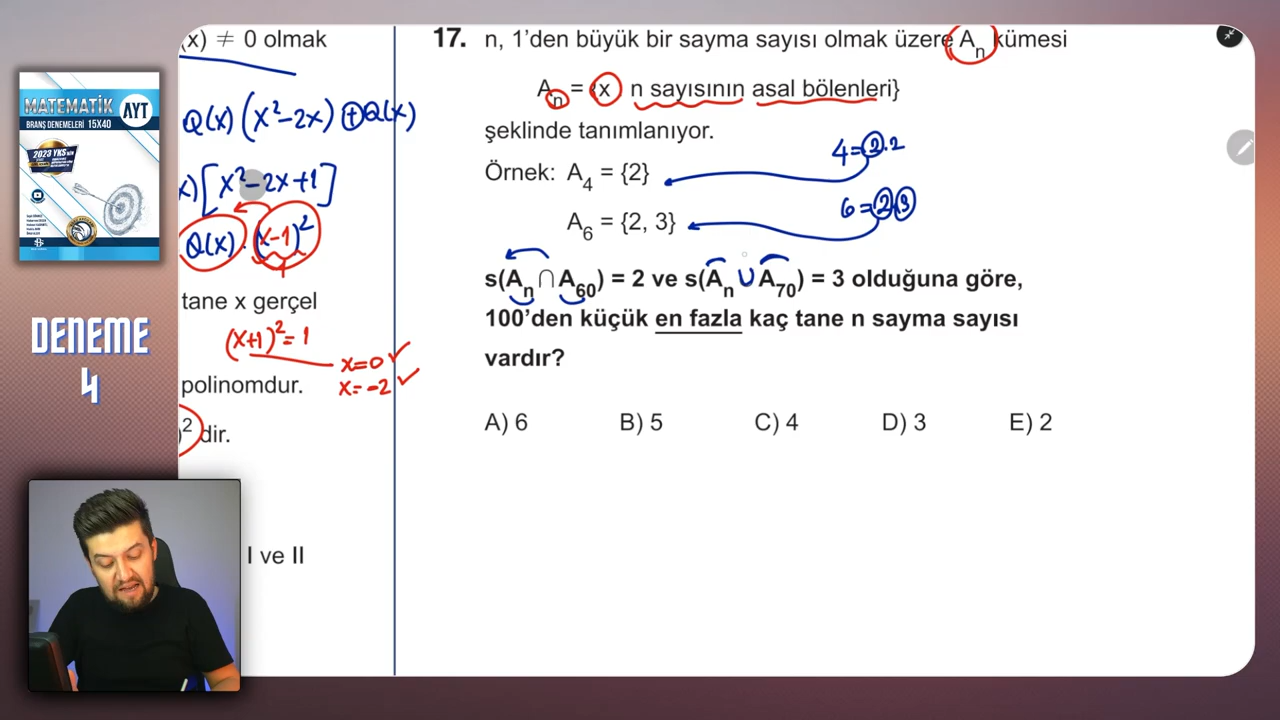 MATEMATİK
AYT
BRANŞ DENEMELERİ 15X40
2023 YKS'NİN
DENEME
4
(x) ≠ 0 olmak
Q(x) (x²-2x) + Q(x)
x) [x²-2x+1]
Q(x) · (x-1)²
tane x gerçel
(x+1)² = 1
x=0 ✓
x=-2 ✓
polinomdur.
)² dir.
I ve II
17. n, 1'den büyük bir sayma sayısı olmak üzere Aₙ kümesi
Aₙ = {x n sayısının asal bölenleri}
şeklinde tanımlanıyor.
4=2.2
Örnek: A₄ = {2}
6=2.3
A₆ = {2, 3}
s(Aₙ ∩ A₆₀) = 2 ve s(Aₙ ∪ A₇₀) = 3 olduğuna göre,
100'den küçük en fazla kaç tane n sayma sayısı
vardır?
A) 6 B) 5 C) 4 D) 3 E) 2